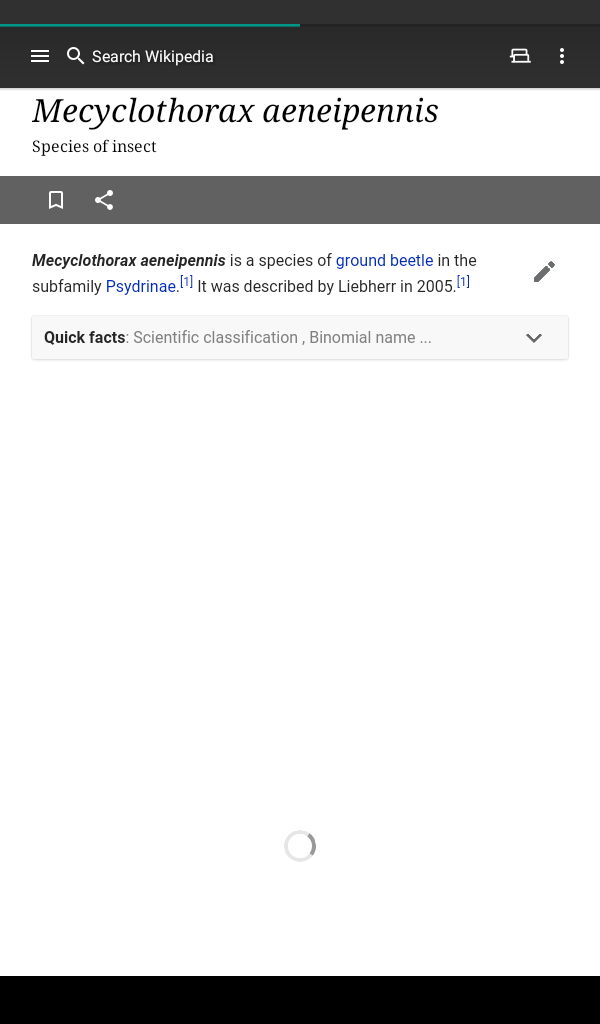 Search Wikipedia
Mecyclothorax aeneipennis
Species of insect
Mecyclothorax aeneipennis is a species of ground beetle in the
subfamily Psydrinae.[1] It was described by Liebherr in 2005.[1]
Quick facts: Scientific classification , Binomial name ...